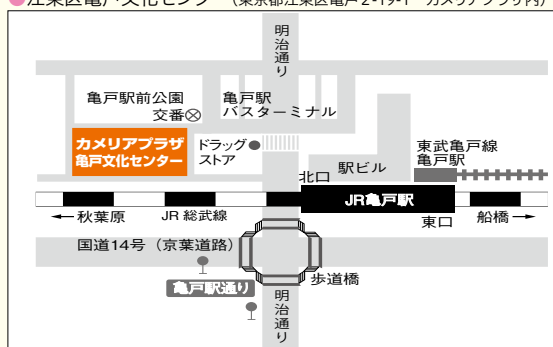 ●江東区亀戸文化センター (東京都江東区亀戸2-19-1 カメリアプラザ内)
明治通り
亀戸駅前公園
交番
亀戸駅
バスターミナル
カメリアプラザ
亀戸文化センター
ドラッグ
ストア
北口
駅ビル
東武亀戸線
亀戸駅
←秋葉原
JR 総武線
JR亀戸駅
東口
船橋→
国道14号(京葉道路)
亀戸駅通り
歩道橋
明治通り